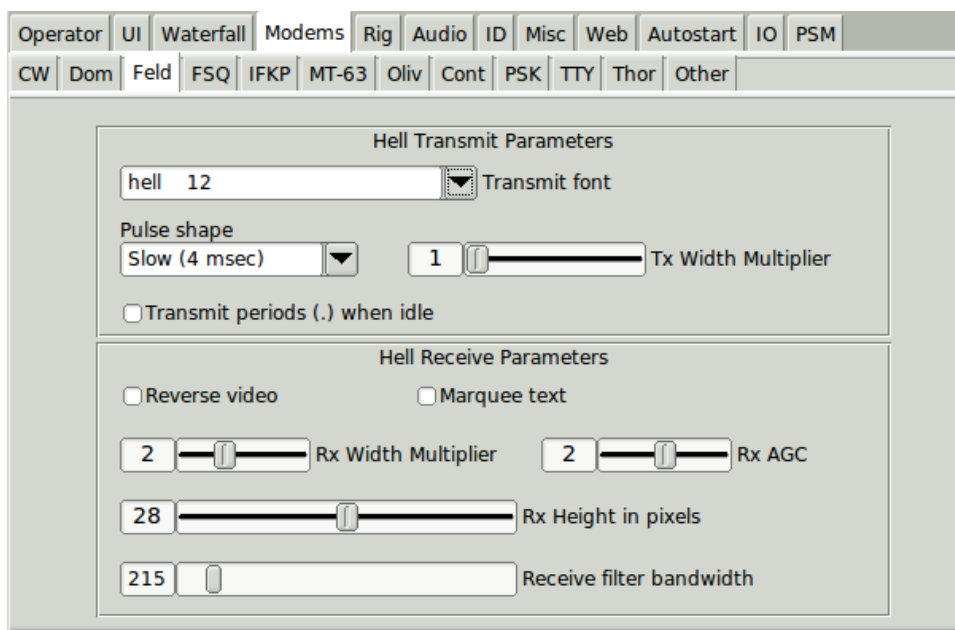 Operator UI Waterfall Modems Rig Audio ID Misc Web Autostart IO PSM
CW Dom Feld FSQ IFKP MT-63 Oliv Cont PSK TTY Thor Other
Hell Transmit Parameters
hell 12 Transmit font
Pulse shape
Slow (4 msec) 1 Tx Width Multiplier
Transmit periods (.) when idle
Hell Receive Parameters
Reverse video Marquee text
2 Rx Width Multiplier 2 Rx AGC
28 Rx Height in pixels
215 Receive filter bandwidth